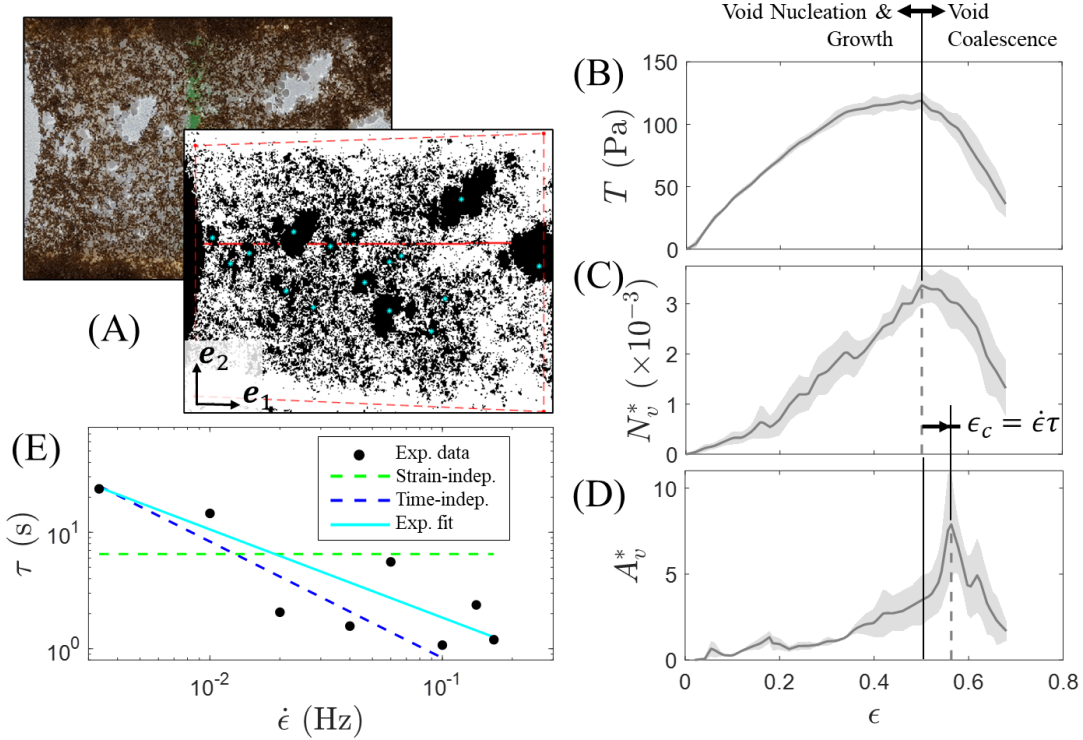 Void Nucleation & Growth
Void Coalescence
(A)
e₂
e₁
(B)
T (Pa)
150
100
50
0
(C)
N*ᵥ (×10⁻³)
3
2
1
0
ϵ_c = ϵ̇τ
(D)
A*ᵥ
10
5
0
0
0.2
0.4
0.6
0.8
ϵ
(E)
Exp. data
Strain-indep.
Time-indep.
Exp. fit
τ (s)
10¹
10⁰
10⁻²
10⁻¹
ϵ̇ (Hz)